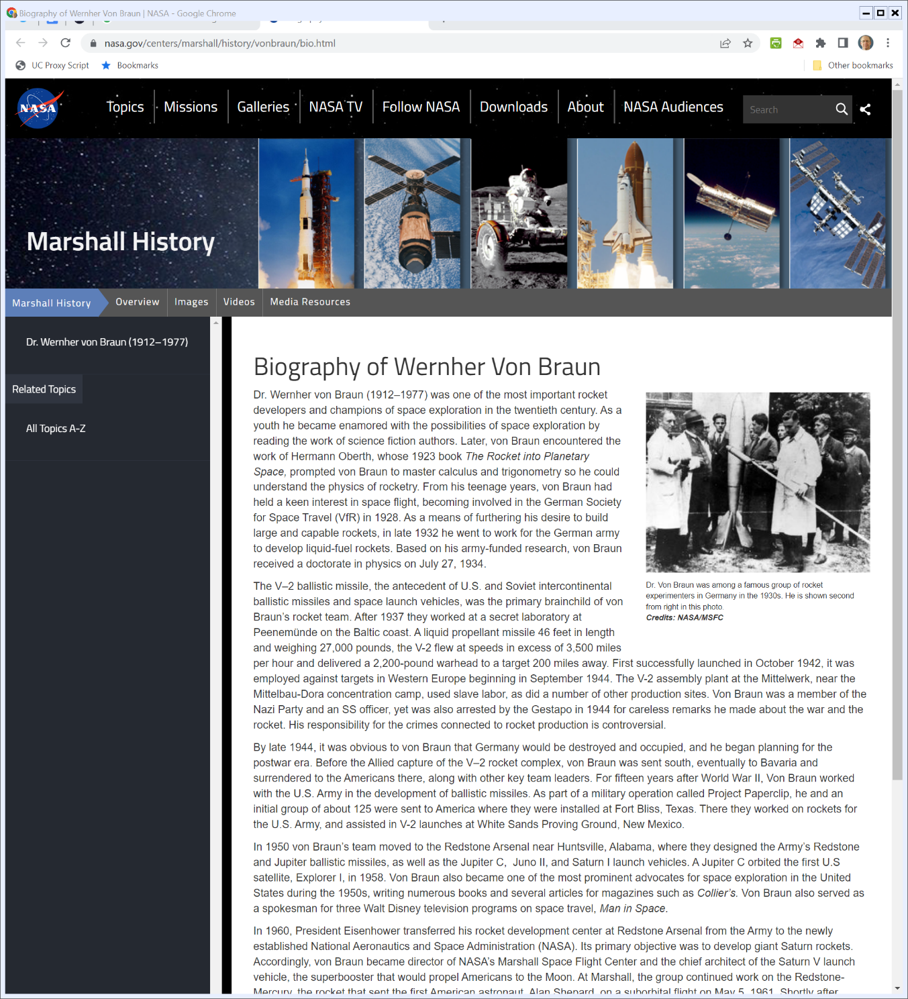 Biography of Wernher Von Braun | NASA - Google Chrome
nasa.gov/centers/marshall/history/vonbraun/bio.html
UC Proxy Script
Bookmarks
Other bookmarks
NASA
Topics
Missions
Galleries
NASA TV
Follow NASA
Downloads
About
NASA Audiences
Search
Marshall History
Marshall History
Overview
Images
Videos
Media Resources
Dr. Wernher von Braun (1912–1977)
Related Topics
All Topics A-Z
Biography of Wernher Von Braun
Dr. Wernher von Braun (1912–1977) was one of the most important rocket
developers and champions of space exploration in the twentieth century. As a
youth he became enamored with the possibilities of space exploration by
reading the work of science fiction authors. Later, von Braun encountered the
work of Hermann Oberth, whose 1923 book The Rocket into Planetary
Space, prompted von Braun to master calculus and trigonometry so he could
understand the physics of rocketry. From his teenage years, von Braun had
held a keen interest in space flight, becoming involved in the German Society
for Space Travel (VfR) in 1928. As a means of furthering his desire to build
large and capable rockets, in late 1932 he went to work for the German army
to develop liquid-fuel rockets. Based on his army-funded research, von Braun
received a doctorate in physics on July 27, 1934.
Dr. Von Braun was among a famous group of rocket
experimenters in Germany in the 1930s. He is shown second
from right in this photo.
Credits: NASA/MSFC
The V–2 ballistic missile, the antecedent of U.S. and Soviet intercontinental
ballistic missiles and space launch vehicles, was the primary brainchild of von
Braun's rocket team. After 1937 they worked at a secret laboratory at
Peenemünde on the Baltic coast. A liquid propellant missile 46 feet in length
and weighing 27,000 pounds, the V-2 flew at speeds in excess of 3,500 miles
per hour and delivered a 2,200-pound warhead to a target 200 miles away. First successfully launched in October 1942, it was
employed against targets in Western Europe beginning in September 1944. The V-2 assembly plant at the Mittelwerk, near the
Mittelbau-Dora concentration camp, used slave labor, as did a number of other production sites. Von Braun was a member of the
Nazi Party and an SS officer, yet was also arrested by the Gestapo in 1944 for careless remarks he made about the war and the
rocket. His responsibility for the crimes connected to rocket production is controversial.
By late 1944, it was obvious to von Braun that Germany would be destroyed and occupied, and he began planning for the
postwar era. Before the Allied capture of the V–2 rocket complex, von Braun was sent south, eventually to Bavaria and
surrendered to the Americans there, along with other key team leaders. For fifteen years after World War II, Von Braun worked
with the U.S. Army in the development of ballistic missiles. As part of a military operation called Project Paperclip, he and an
initial group of about 125 were sent to America where they were installed at Fort Bliss, Texas. There they worked on rockets for
the U.S. Army, and assisted in V-2 launches at White Sands Proving Ground, New Mexico.
In 1950 von Braun's team moved to the Redstone Arsenal near Huntsville, Alabama, where they designed the Army's Redstone
and Jupiter ballistic missiles, as well as the Jupiter C,  Juno II, and Saturn I launch vehicles. A Jupiter C orbited the first U.S
satellite, Explorer I, in 1958. Von Braun also became one of the most prominent advocates for space exploration in the United
States during the 1950s, writing numerous books and several articles for magazines such as Collier's. Von Braun also served as
a spokesman for three Walt Disney television programs on space travel, Man in Space.
In 1960, President Eisenhower transferred his rocket development center at Redstone Arsenal from the Army to the newly
established National Aeronautics and Space Administration (NASA). Its primary objective was to develop giant Saturn rockets.
Accordingly, von Braun became director of NASA's Marshall Space Flight Center and the chief architect of the Saturn V launch
vehicle, the superbooster that would propel Americans to the Moon. At Marshall, the group continued work on the Redstone-
Mercury, the rocket that sent the first American astronaut, Alan Shepard, on a suborbital flight on May 5, 1961. Shortly after